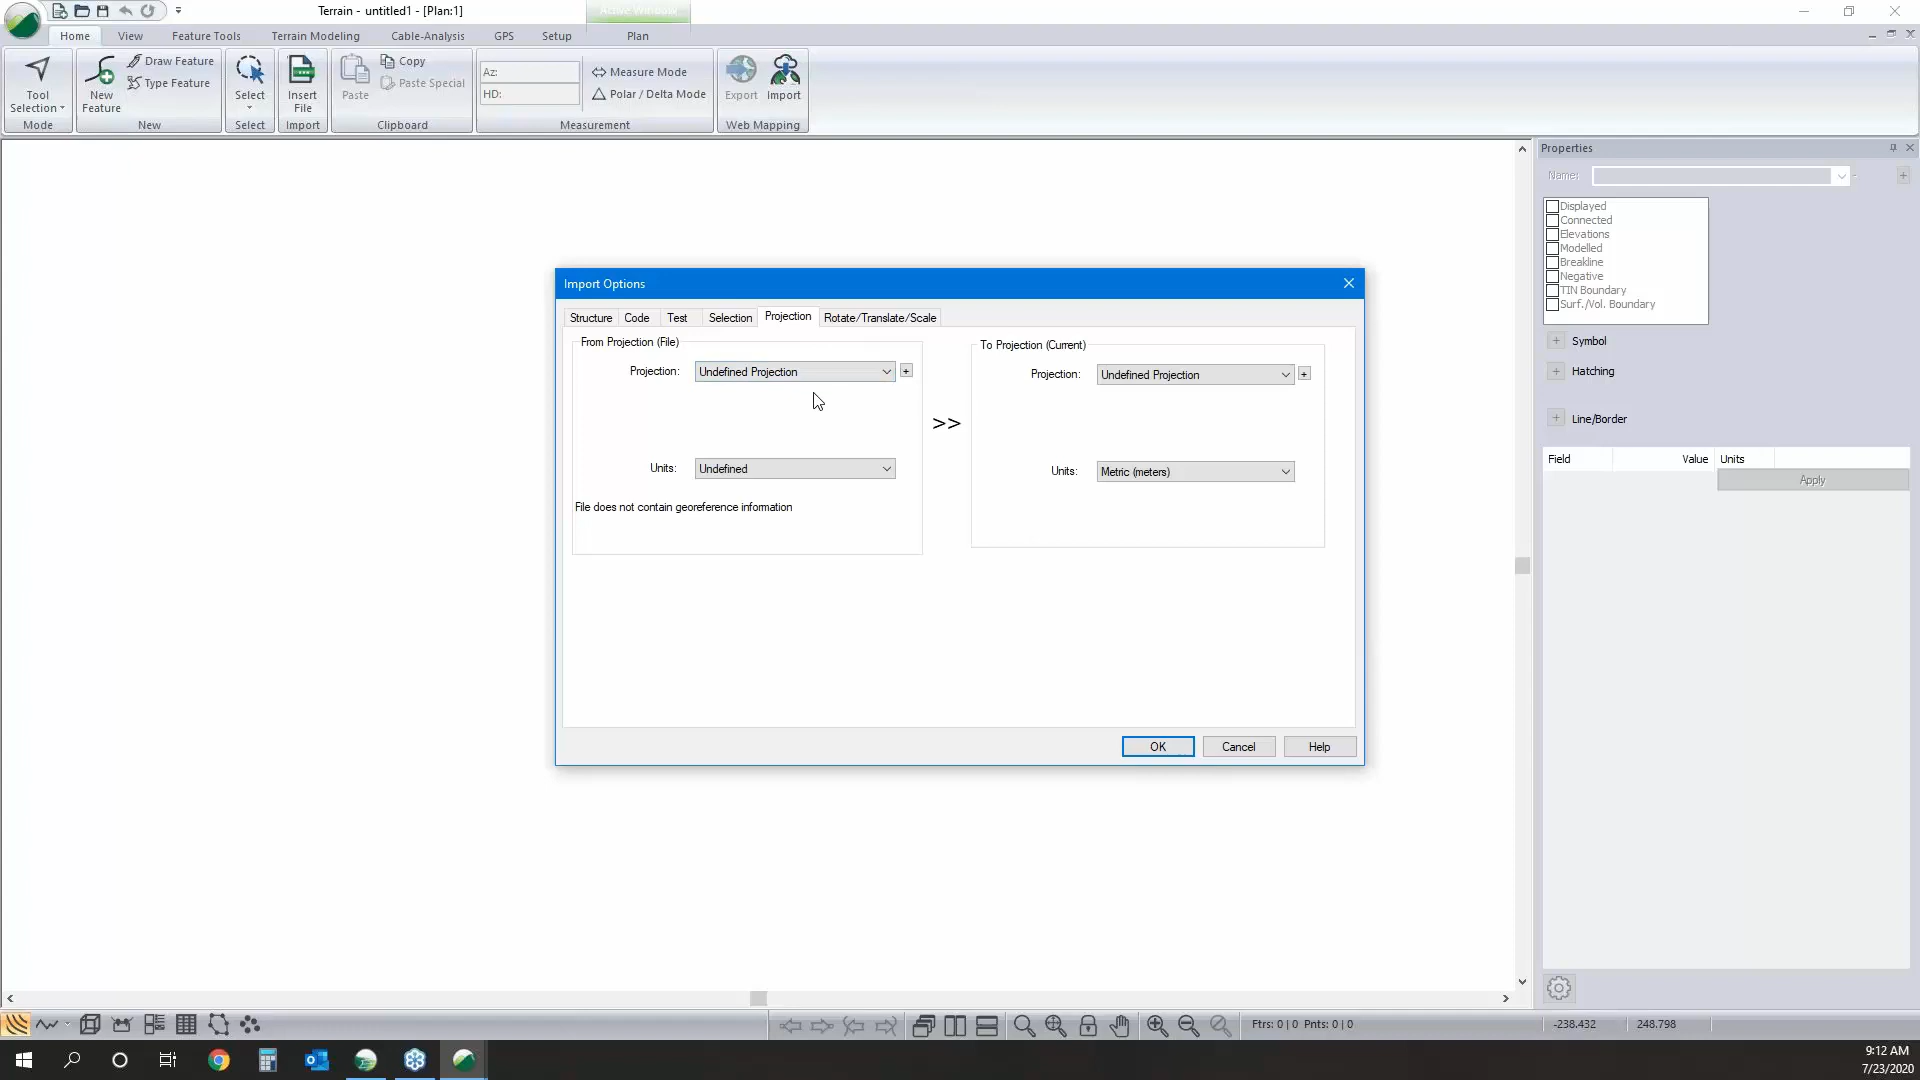 Terrain - untitled1 - [Plan:1]
Active Window
Home View Feature Tools Terrain Modeling Cable-Analysis GPS Setup Plan
Tool Selection
Mode
New Feature
Draw Feature
Type Feature
New
Select
Select
Insert File
Import
Paste
Copy
Paste Special
Clipboard
Az:
HD:
Measure Mode
Polar / Delta Mode
Measurement
Export Import
Web Mapping
Import Options
Structure Code Test Selection Projection Rotate/Translate/Scale
From Projection (File)
Projection: Undefined Projection +
Units: Undefined
File does not contain georeference information
>>
To Projection (Current)
Projection: Undefined Projection +
Units: Metric (meters)
OK Cancel Help
Properties
Name: - +
Displayed
Connected
Elevations
Modelled
Breakline
Negative
TIN Boundary
Surf./Vol. Boundary
+ Symbol
+ Hatching
+ Line/Border
Field Value Units
Apply
Ftrs: 0 | 0 Pnts: 0 | 0 -238.432 248.798
9:12 AM
7/23/2020